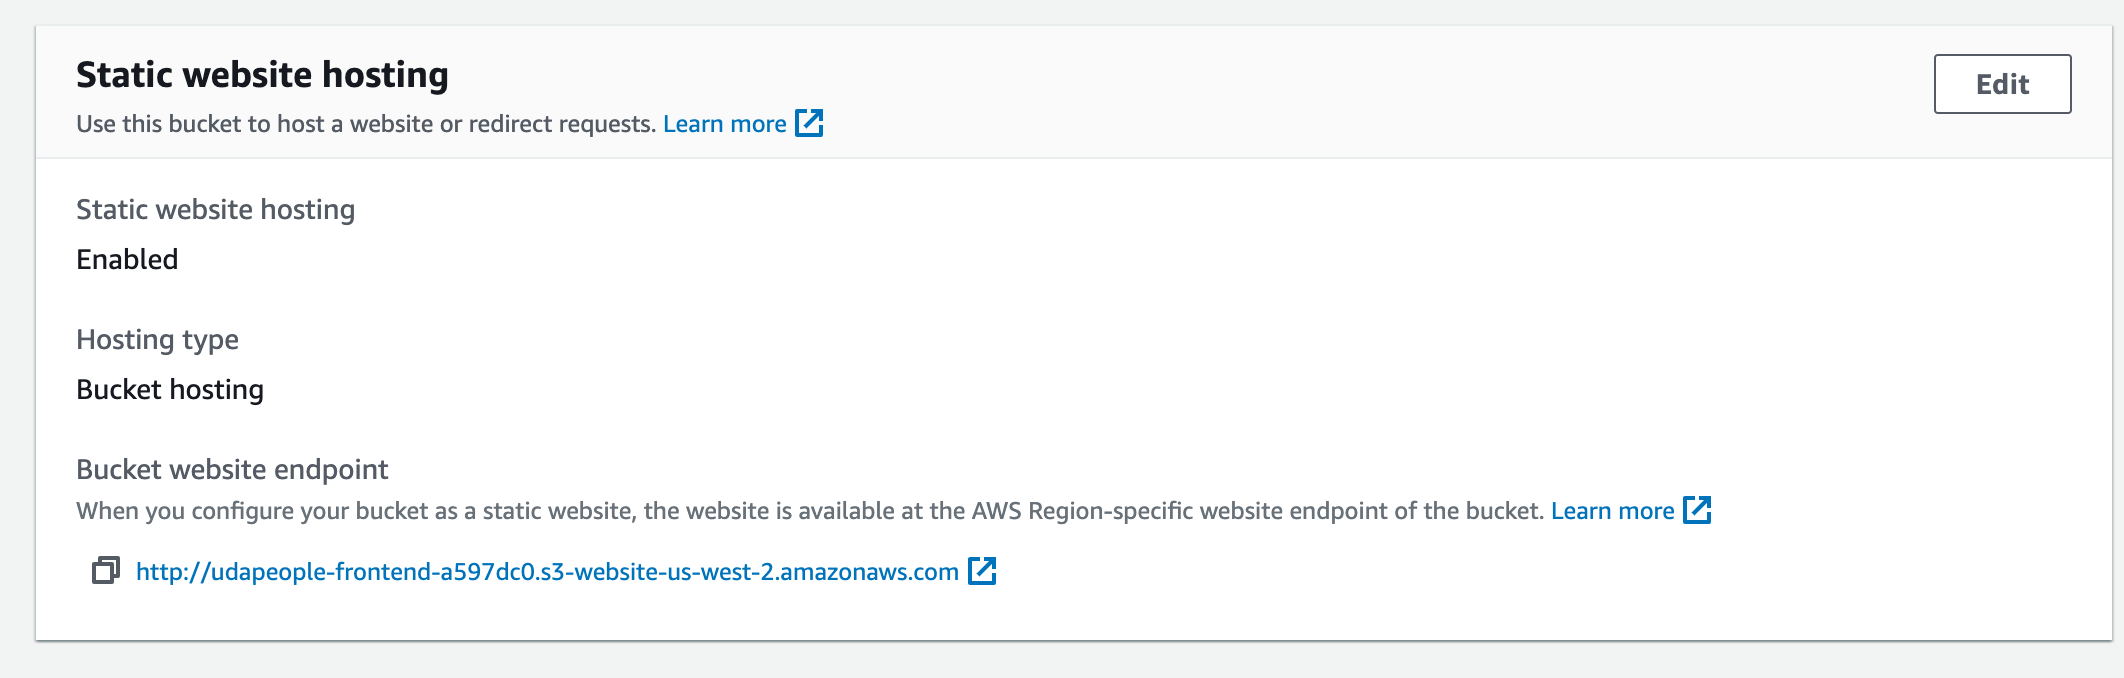 Static website hosting
Edit
Use this bucket to host a website or redirect requests. Learn more
Static website hosting
Enabled
Hosting type
Bucket hosting
Bucket website endpoint
When you configure your bucket as a static website, the website is available at the AWS Region-specific website endpoint of the bucket. Learn more
http://udapeople-frontend-a597dc0.s3-website-us-west-2.amazonaws.com